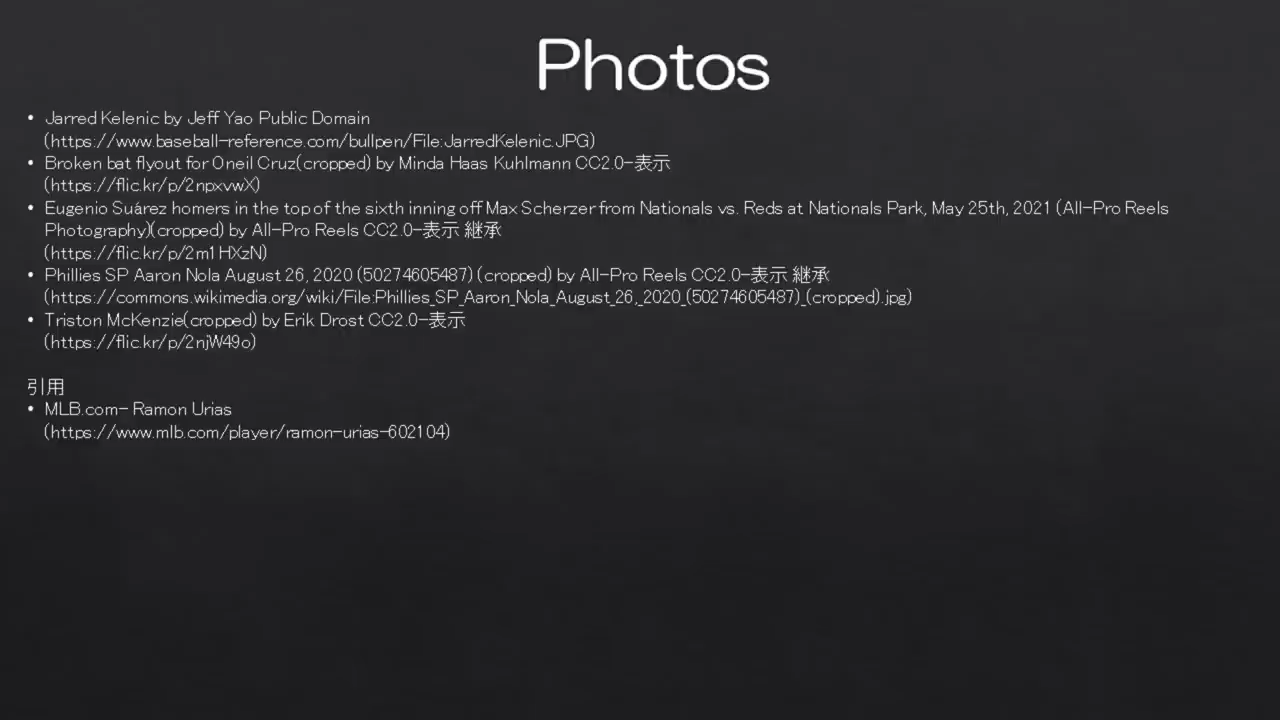 Photos
• Jarred Kelenic by Jeff Yao Public Domain
(https://www.baseball-reference.com/bullpen/File:JarredKelenic.JPG)
• Broken bat flyout for Oneil Cruz(cropped) by Minda Haas Kuhlmann CC2.0-表示
(https://flic.kr/p/2npxvwX)
• Eugenio Suárez homers in the top of the sixth inning off Max Scherzer from Nationals vs. Reds at Nationals Park, May 25th, 2021 (All-Pro Reels
Photography)(cropped) by All-Pro Reels CC2.0-表示 継承
(https://flic.kr/p/2m1HXzN)
• Phillies SP Aaron Nola August 26, 2020 (50274605487) (cropped) by All-Pro Reels CC2.0-表示 継承
(https://commons.wikimedia.org/wiki/File:Phillies_SP_Aaron_Nola_August_26,_2020_(50274605487)_(cropped).jpg)
• Triston McKenzie(cropped) by Erik Drost CC2.0-表示
(https://flic.kr/p/2njW49o)
引用
• MLB.com- Ramon Urias
(https://www.mlb.com/player/ramon-urias-602104)